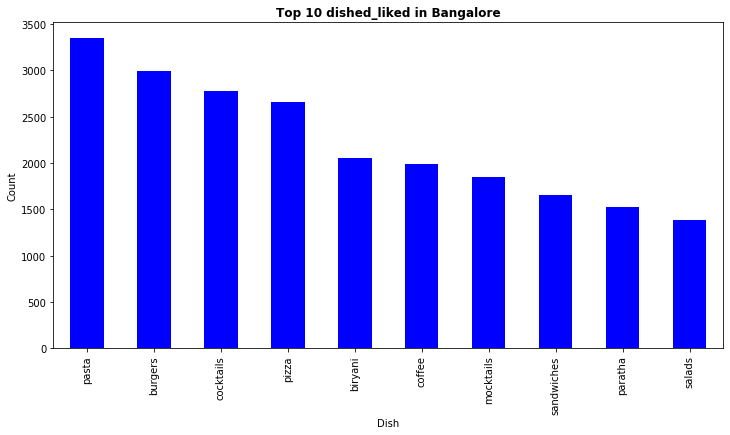 Top 10 dished_liked in Bangalore
3500
3000
2500
2000
1500
1000
500
0
Count
pasta
burgers
cocktails
pizza
biryani
coffee
mocktails
sandwiches
paratha
salads
Dish